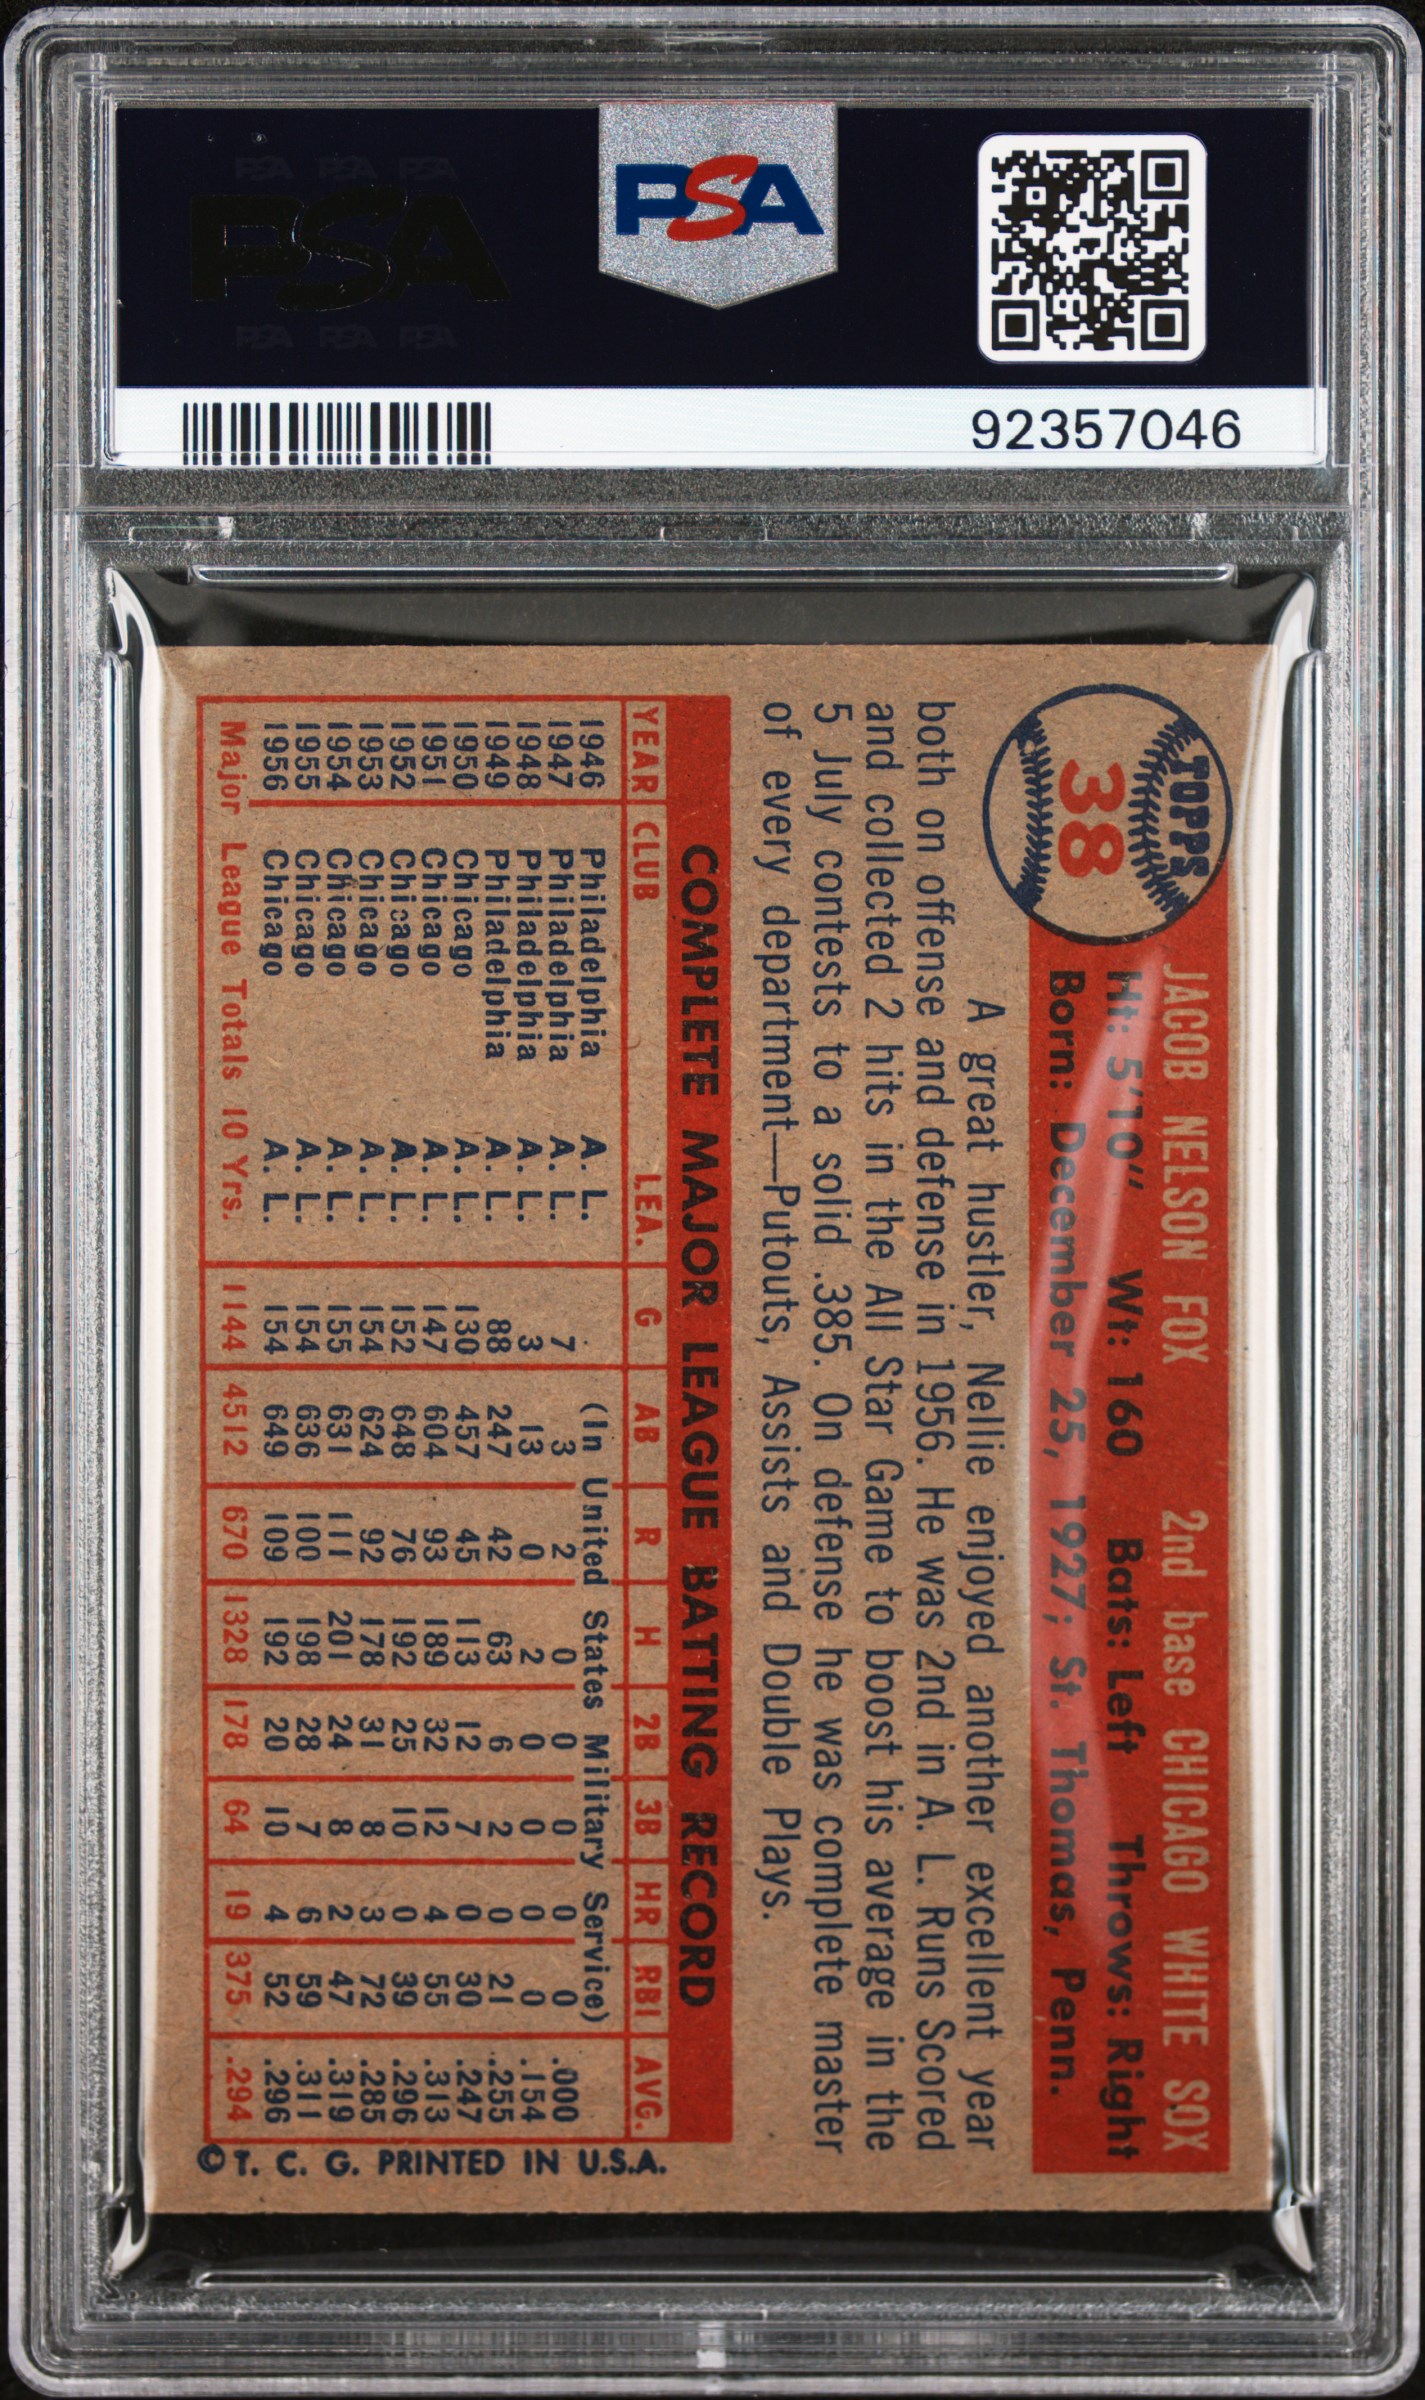 PSA PSA PSA
PSA
PSA PSA PSA
PSA
92357046
TOPPS
38
JACOB NELSON FOX 2nd base CHICAGO WHITE SOX
Ht: 5'10" Wt: 160 Bats: Left Throws: Right
Born: December 25, 1927; St. Thomas, Penn.
A great hustler, Nellie enjoyed another excellent year
both on offense and defense in 1956. He was 2nd in A. L. Runs Scored
and collected 2 hits in the All Star Game to boost his average in the
5 July contests to a solid .385. On defense he was complete master
of every department—Putouts, Assists and Double Plays.
COMPLETE MAJOR LEAGUE BATTING RECORD
YEAR CLUB LEA. G AB R H 2B 3B HR RBI AVG.
1946 Philadelphia A. L. (In United States Military Service)
1947 Philadelphia A. L. 7 3 2 0 0 0 0 0 .000
1948 Philadelphia A. L. 3 13 0 2 0 0 0 0 .154
1949 Philadelphia A. L. 88 247 42 63 6 2 0 21 .255
1950 Chicago A. L. 130 457 45 113 12 7 0 30 .247
1951 Chicago A. L. 147 604 93 189 32 12 4 55 .313
1952 Chicago A. L. 152 648 76 192 25 10 0 39 .296
1953 Chicago A. L. 154 624 92 178 31 8 3 72 .285
1954 Chicago A. L. 155 631 111 201 24 8 2 47 .319
1955 Chicago A. L. 154 636 100 198 28 7 6 59 .311
1956 Chicago A. L. 154 649 109 192 20 10 4 52 .296
Major League Totals 10 Yrs. 1144 4512 670 1328 178 64 19 375 .294
© T. C. G. PRINTED IN U.S.A.